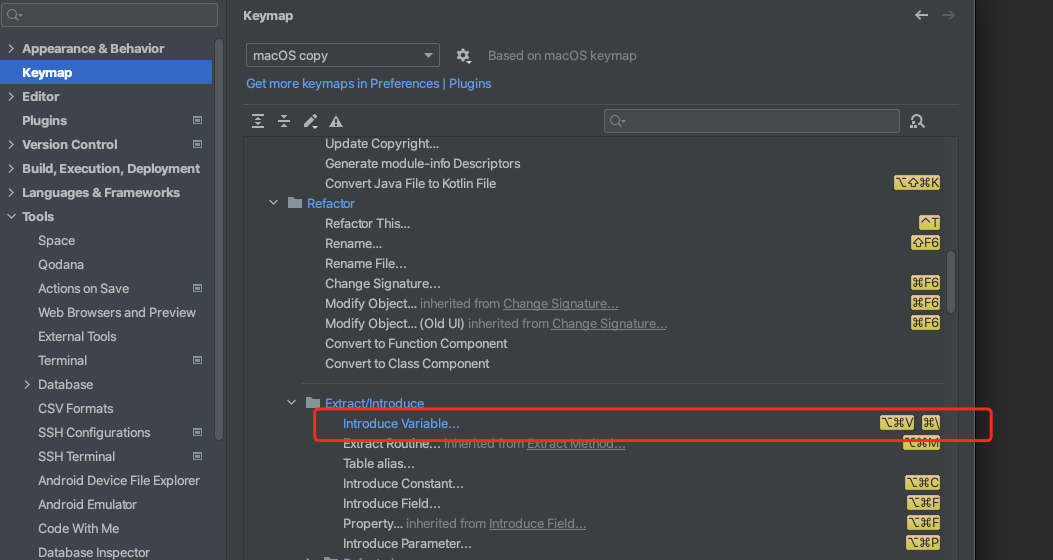 Appearance & Behavior
Keymap
Editor
Plugins
Version Control
Build, Execution, Deployment
Languages & Frameworks
Tools
Space
Qodana
Actions on Save
Web Browsers and Preview
External Tools
Terminal
Database
CSV Formats
SSH Configurations
SSH Terminal
Android Device File Explorer
Android Emulator
Code With Me
Database Inspector
Keymap
macOS copy
Based on macOS keymap
Get more keymaps in Preferences | Plugins
Update Copyright...
Generate module-info Descriptors
Convert Java File to Kotlin File ⌥⇧⌘K
Refactor
Refactor This... ^T
Rename... ⇧F6
Rename File...
Change Signature... ⌘F6
Modify Object... inherited from Change Signature... ⌘F6
Modify Object... (Old UI) inherited from Change Signature... ⌘F6
Convert to Function Component
Convert to Class Component
Extract/Introduce
Introduce Variable... ⌥⌘V ⌘\
Extract Routine... inherited from Extract Method... ⌥⌘M
Table alias...
Introduce Constant... ⌥⌘C
Introduce Field... ⌥⌘F
Property... inherited from Introduce Field... ⌥⌘F
Introduce Parameter... ⌥⌘P